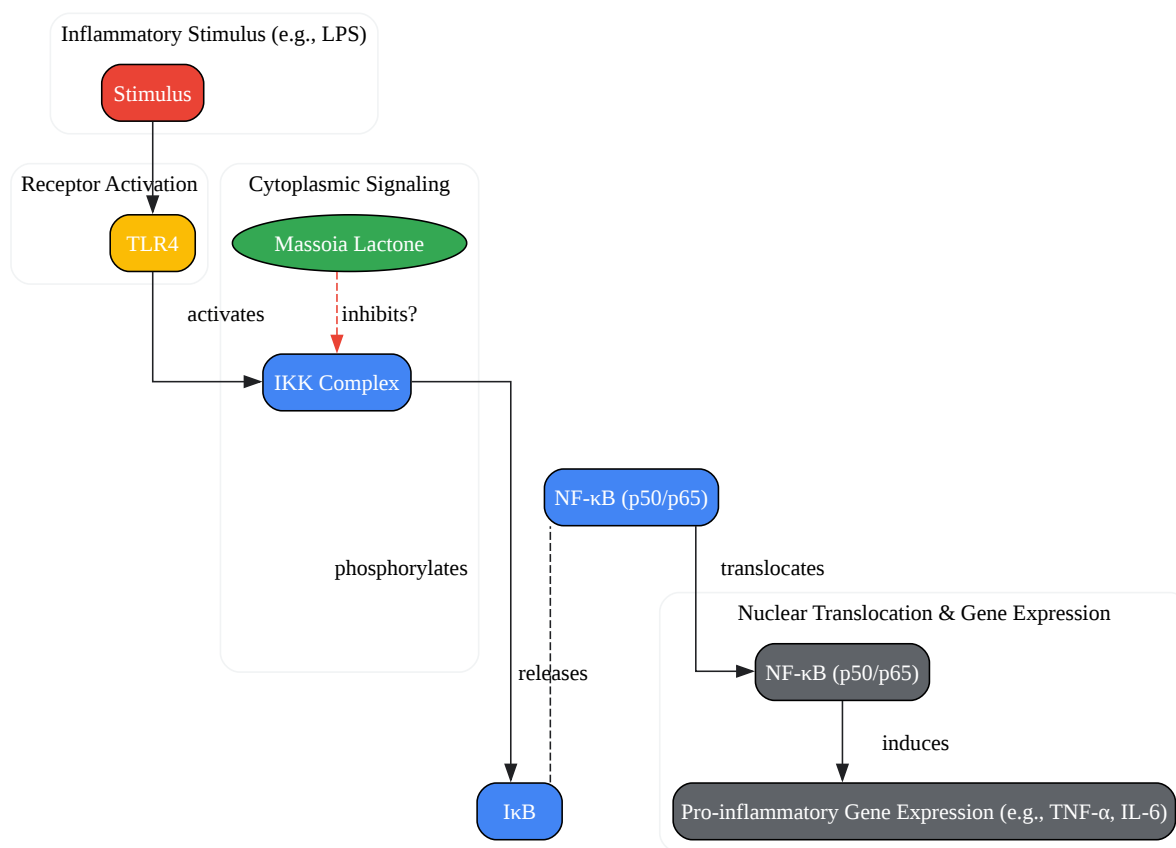 Inflammatory Stimulus (e.g., LPS)
Stimulus
Receptor Activation
Cytoplasmic Signaling
TLR4
Massoia Lactone
activates
inhibits?
IKK Complex
NF-κB (p50/p65)
phosphorylates
translocates
Nuclear Translocation & Gene Expression
releases
NF-κB (p50/p65)
induces
IκB
Pro-inflammatory Gene Expression (e.g., TNF-α, IL-6)